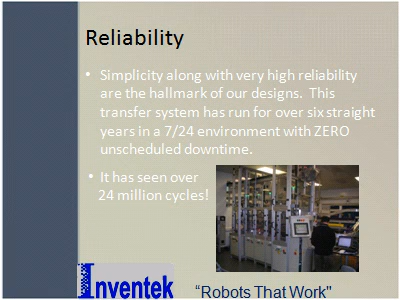 Reliability
• Simplicity along with very high reliability
are the hallmark of our designs.  This
transfer system has run for over six straight
years in a 7/24 environment with ZERO
unscheduled downtime.
• It has seen over
24 million cycles!
Inventek
“Robots That Work"